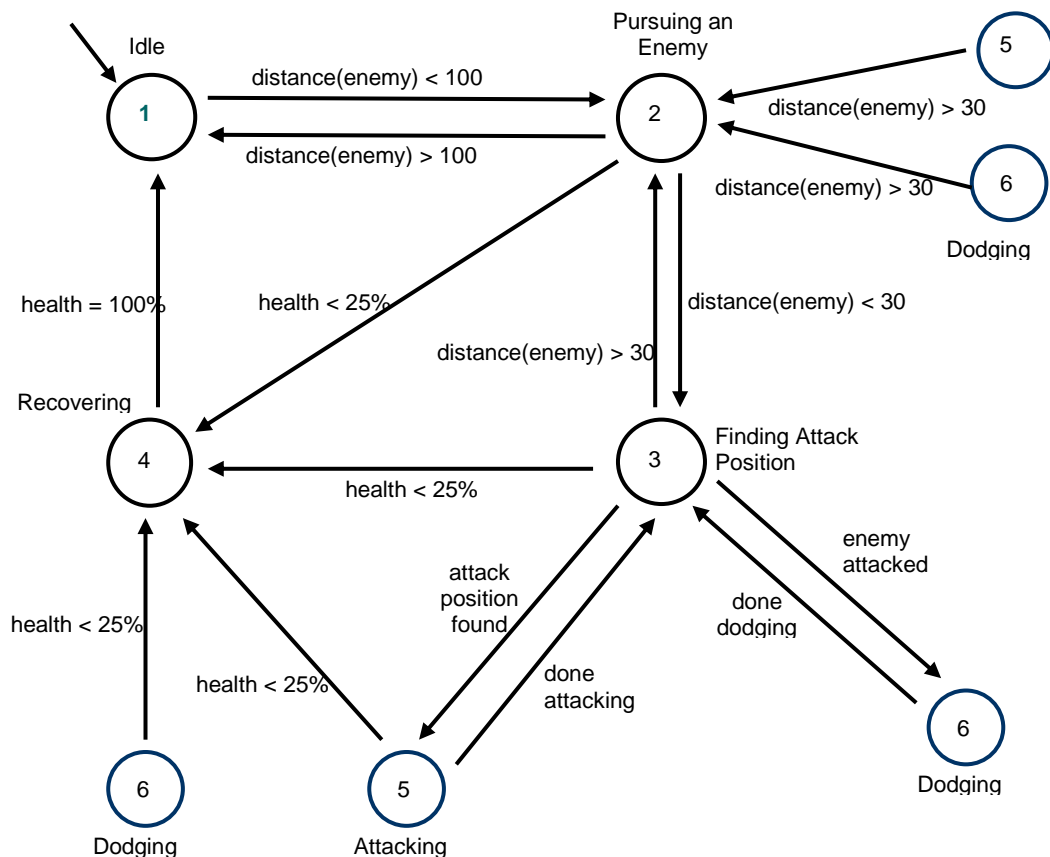 Idle
1
distance(enemy) < 100
distance(enemy) > 100
Pursuing an
Enemy
2
5
distance(enemy) > 30
6
distance(enemy) > 30
Dodging
health = 100%
health < 25%
distance(enemy) < 30
distance(enemy) > 30
Recovering
4
health < 25%
3
Finding Attack
Position
enemy
attacked
done
dodging
attack
position
found
done
attacking
health < 25%
health < 25%
6
Dodging
5
Attacking
6
Dodging